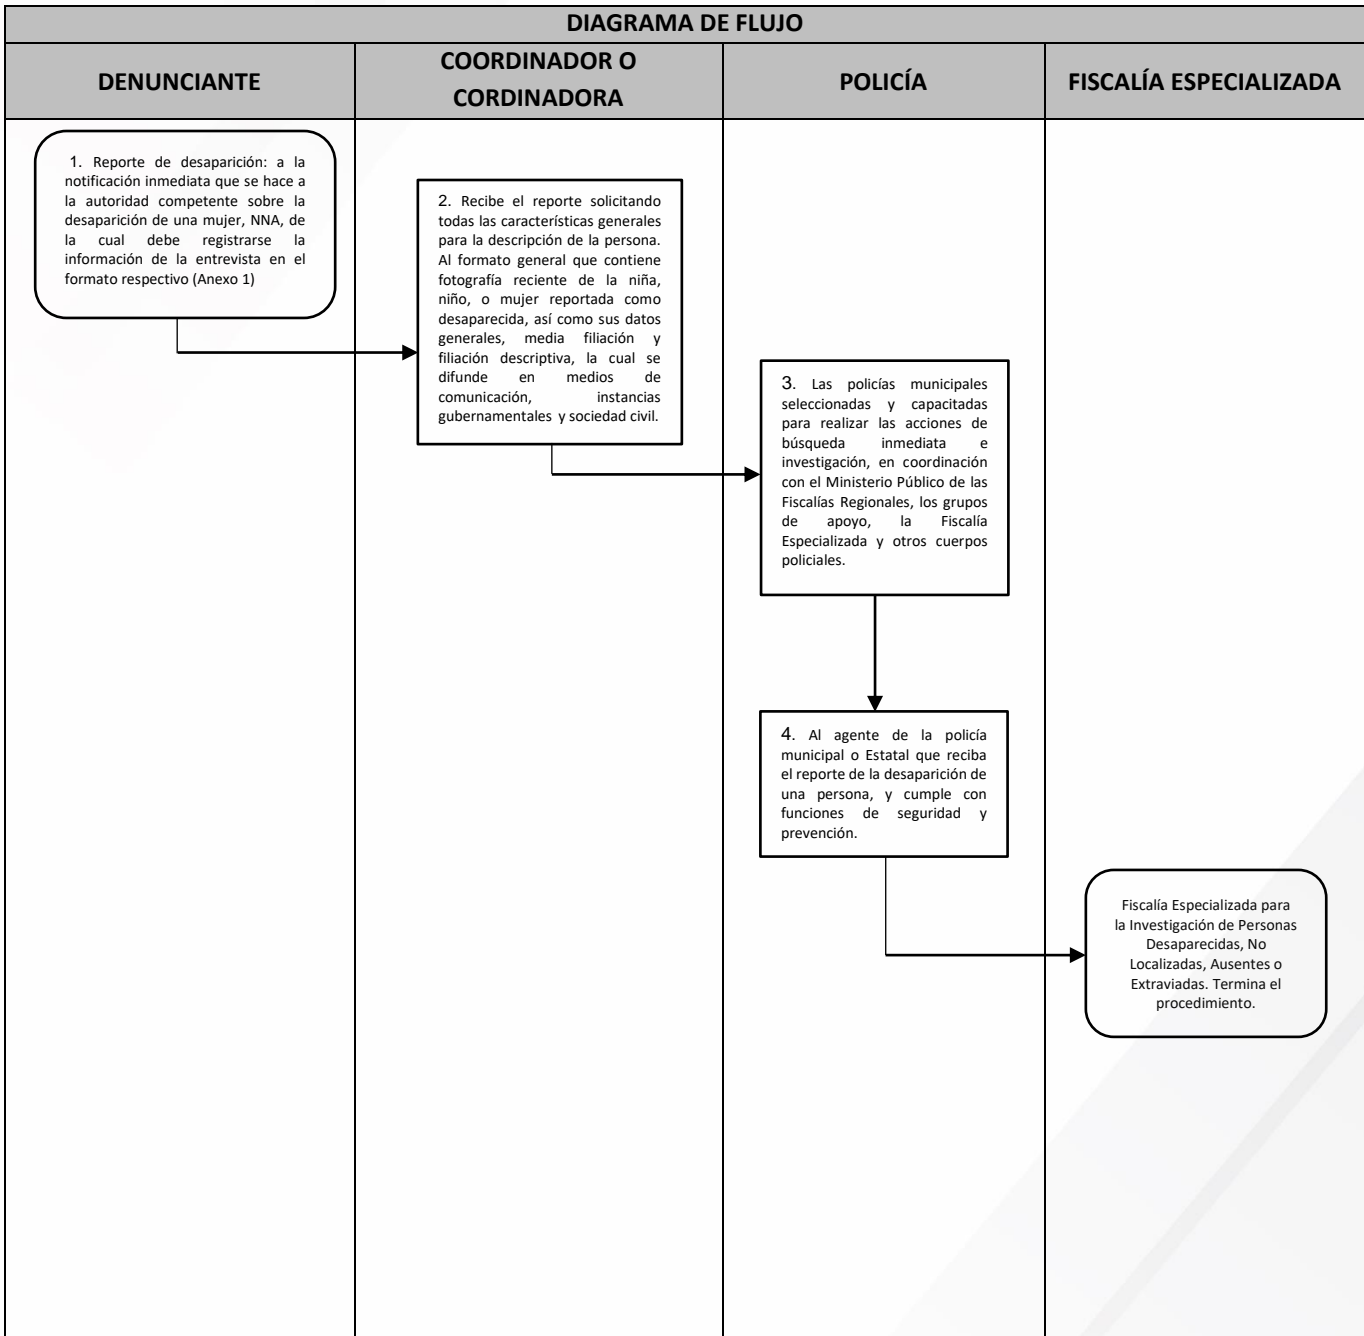 DIAGRAMA DE FLUJO
DENUNCIANTE
COORDINADOR O
CORDINADORA
POLICÍA
FISCALÍA ESPECIALIZADA
1. Reporte de desaparición: a la
notificación inmediata que se hace a
la autoridad competente sobre la
desaparición de una mujer, NNA, de
la cual debe registrarse la
información de la entrevista en el
formato respectivo (Anexo 1)
2. Recibe el reporte solicitando
todas las características generales
para la descripción de la persona.
Al formato general que contiene
fotografía reciente de la niña,
niño, o mujer reportada como
desaparecida, así como sus datos
generales, media filiación y
filiación descriptiva, la cual se
difunde en medios de
comunicación, instancias
gubernamentales y sociedad civil.
3. Las policías municipales
seleccionadas y capacitadas
para realizar las acciones de
búsqueda inmediata e
investigación, en coordinación
con el Ministerio Público de las
Fiscalías Regionales, los grupos
de apoyo, la Fiscalía
Especializada y otros cuerpos
policiales.
4. Al agente de la policía
municipal o Estatal que reciba
el reporte de la desaparición de
una persona, y cumple con
funciones de seguridad y
prevención.
Fiscalía Especializada para
la Investigación de Personas
Desaparecidas, No
Localizadas, Ausentes o
Extraviadas. Termina el
procedimiento.